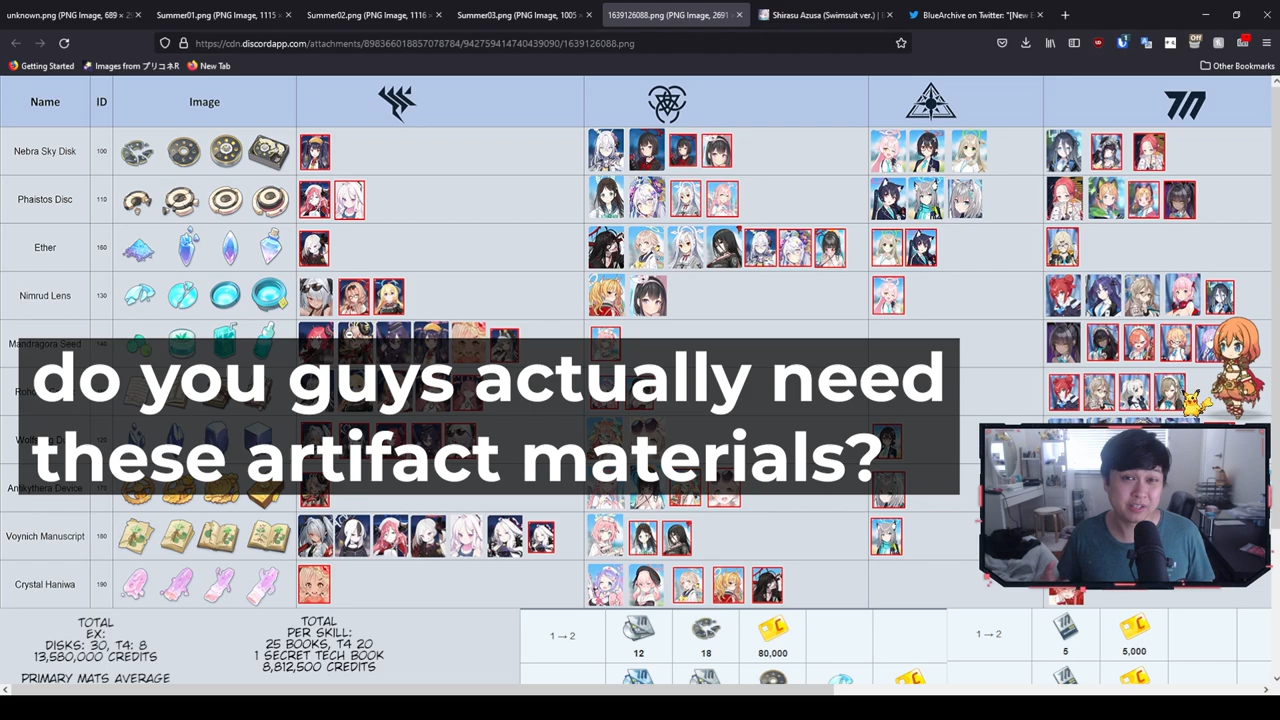 unknown.png (PNG Image, 689 × 25
Summer01.png (PNG Image, 1115 ×
Summer02.png (PNG Image, 1116 ×
Summer03.png (PNG Image, 1005 ×
1639126088.png (PNG Image, 2691
Shirasu Azusa (Swimsuit ver.) | B
BlueArchive on Twitter: "[New E
https://cdn.discordapp.com/attachments/898366018857078784/942759414740439090/1639126088.png
Off
Getting Started
Images from プリコネR
New Tab
Other Bookmarks
Name ID Image
Nebra Sky Disk 100
Phaistos Disc 110
Ether 160
Nimrud Lens 130
Mandragora Seed 140
do you guys actually need
these artifact materials?
Voynich Manuscript 180
Crystal Haniwa 190
TOTAL
EX:
DISKS: 30, T4: 8
13,580,000 CREDITS
PRIMARY MATS AVERAGE
TOTAL
PER SKILL:
25 BOOKS, T4 20
1 SECRET TECH BOOK
8,812,500 CREDITS
1→2
12 18 80,000
1→2
5 5,000